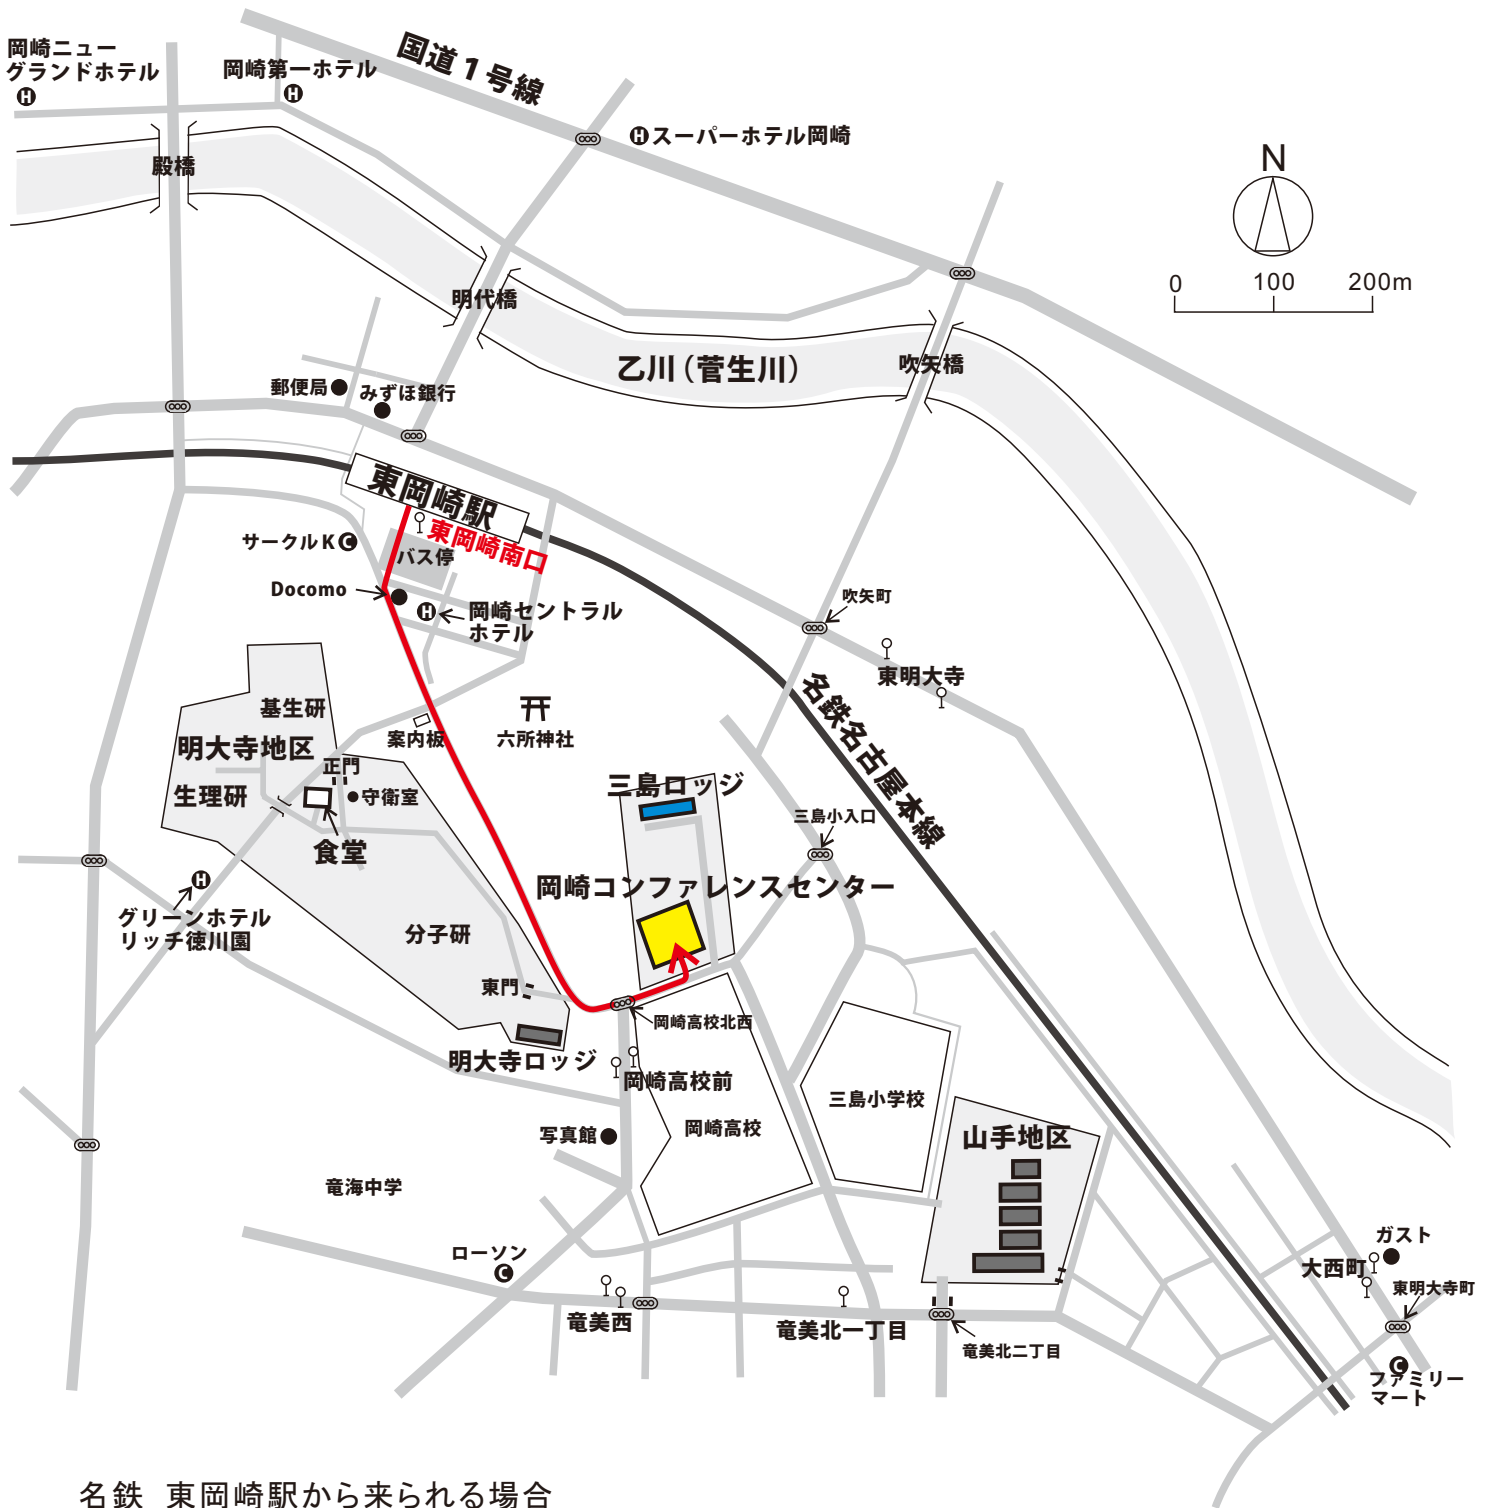 岡崎ニュー
グランドホテル
H
岡崎第一ホテル
H
国道1号線
Hスーパーホテル岡崎
N
0 100 200m
殿橋
明代橋
乙川（菅生川）
吹矢橋
郵便局
みずほ銀行
東岡崎駅
東岡崎南口
バス停
サークルK C
Docomo
H
岡崎セントラル
ホテル
吹矢町
東明大寺
名鉄名古屋本線
基生研
明大寺地区
正門
生理研
守衛室
食堂
案内板
六所神社
三島ロッジ
三島小入口
岡崎コンファレンスセンター
H
グリーンホテル
リッチ徳川園
分子研
東門
岡崎高校北西
明大寺ロッジ
岡崎高校前
写真館
岡崎高校
三島小学校
山手地区
竜海中学
ローソン
C
竜美西
竜美北一丁目
竜美北二丁目
ガスト
大西町
東明大寺町
C
ファミリー
マート
名鉄 東岡崎駅から来られる場合